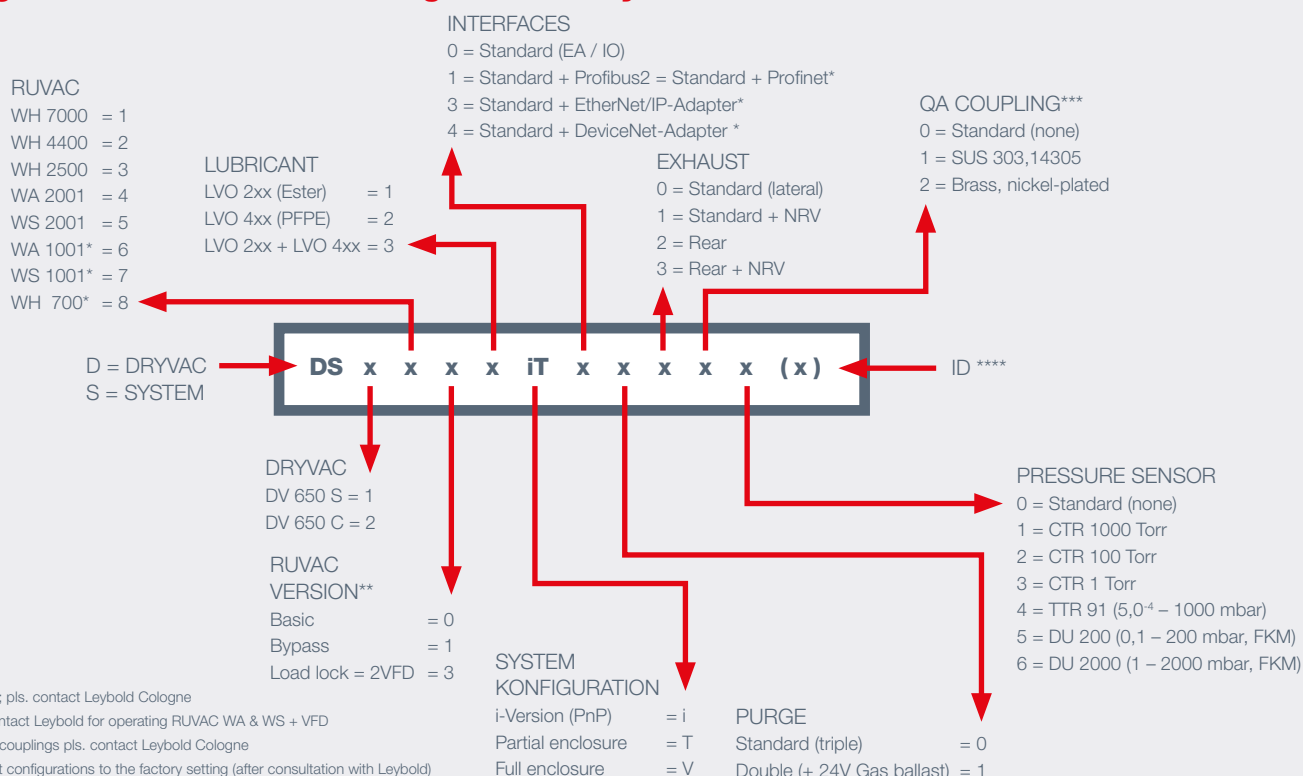 INTERFACES
0 = Standard (EA / IO)
1 = Standard + Profibus2 = Standard + Profinet*
3 = Standard + EtherNet/IP-Adapter*
4 = Standard + DeviceNet-Adapter *
RUVAC
WH 7000 = 1
WH 4400 = 2
WH 2500 = 3
WA 2001 = 4
WS 2001 = 5
WA 1001* = 6
WS 1001* = 7
WH 700* = 8
LUBRICANT
LVO 2xx (Ester) = 1
LVO 4xx (PFPE) = 2
LVO 2xx + LVO 4xx = 3
EXHAUST
0 = Standard (lateral)
1 = Standard + NRV
2 = Rear
3 = Rear + NRV
QA COUPLING***
0 = Standard (none)
1 = SUS 303,14305
2 = Brass, nickel-plated
D = DRYVAC
S = SYSTEM
DS x x x x iT x x x x x (x)
ID ****
DRYVAC
DV 650 S = 1
DV 650 C = 2
RUVAC
VERSION**
Basic = 0
Bypass = 1
Load lock = 2VFD = 3
SYSTEM
KONFIGURATION
i-Version (PnP) = i
Partial enclosure = T
Full enclosure = V
PURGE
Standard (triple) = 0
Double (+ 24V Gas ballast) = 1
PRESSURE SENSOR
0 = Standard (none)
1 = CTR 1000 Torr
2 = CTR 100 Torr
3 = CTR 1 Torr
4 = TTR 91 (5,0-4 – 1000 mbar)
5 = DU 200 (0,1 – 200 mbar, FKM)
6 = DU 2000 (1 – 2000 mbar, FKM)
; pls. contact Leybold Cologne
ntact Leybold for operating RUVAC WA & WS + VFD
couplings pls. contact Leybold Cologne
t configurations to the factory setting (after consultation with Leybold)